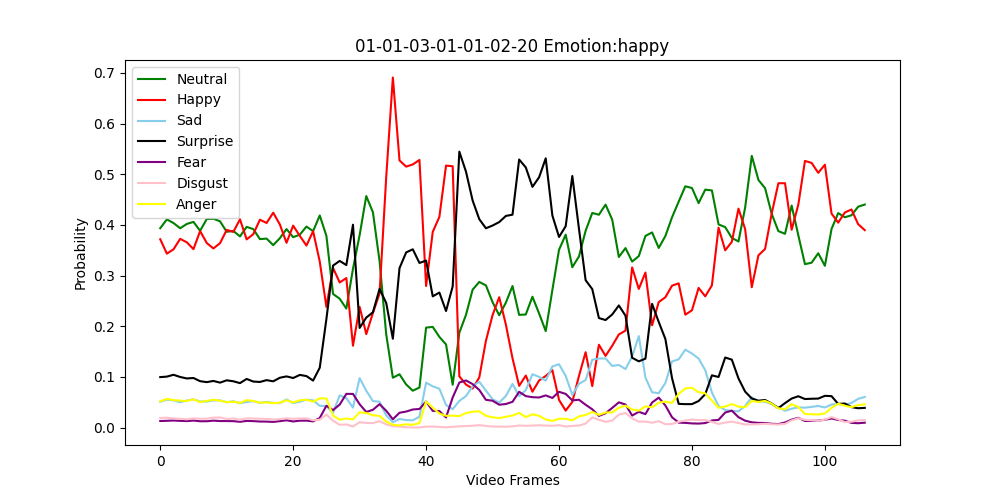 01-01-03-01-01-02-20 Emotion:happy
Probability
0.7
0.6
0.5
0.4
0.3
0.2
0.1
0.0
Neutral
Happy
Sad
Surprise
Fear
Disgust
Anger
0 20 40 60 80 100
Video Frames